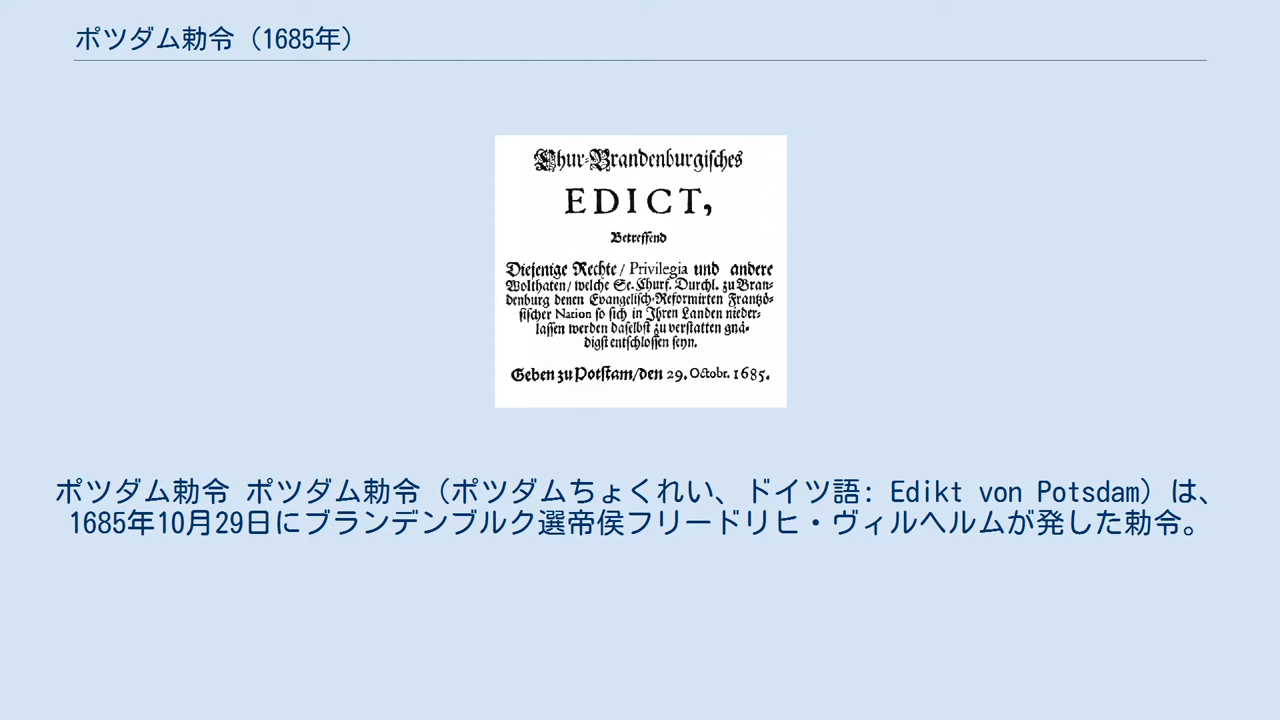 ポツダム勅令（1685年）
Chur-Brandenburgisches
EDICT,
Betreffend
Diejenige Rechte / Privilegia und andere
Wolthaten / welche Se. Churf. Durchl. zu Bran-
denburg denen Evangelisch-Reformirten Frantzö-
sischer Nation so sich in Ihren Landen nieder-
lassen werden daselbst zu verstatten gnä-
digst entschlossen seyn.
Geben zu Potstam/den 29. Octobr. 1685.
ポツダム勅令 ポツダム勅令（ポツダムちょくれい、ドイツ語: Edikt von Potsdam）は、
1685年10月29日にブランデンブルク選帝侯フリードリヒ・ヴィルヘルムが発した勅令。